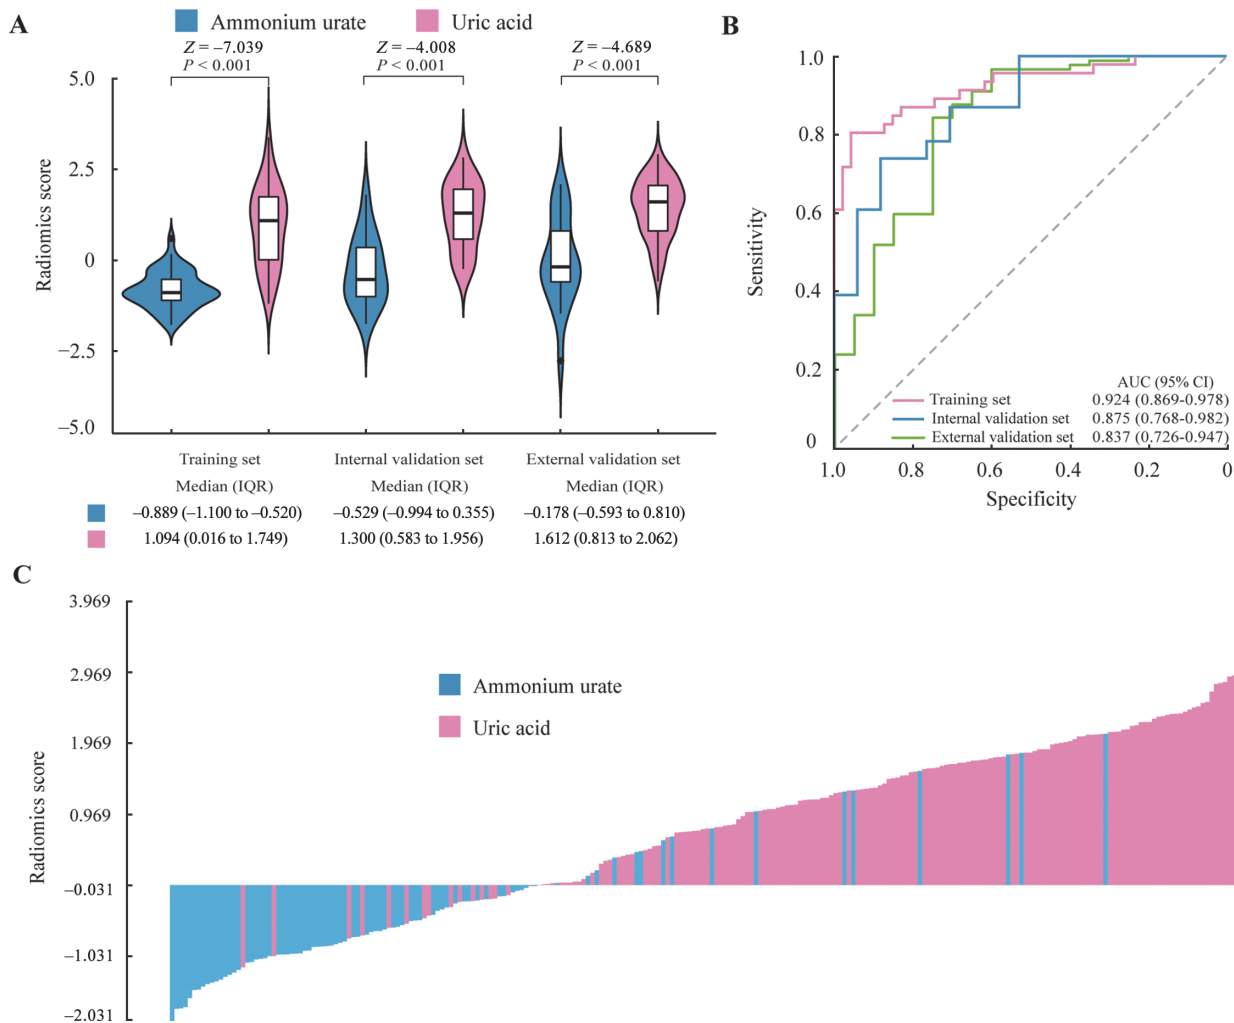 A
Ammonium urate
Uric acid
Z = –7.039
P < 0.001
Z = –4.008
P < 0.001
Z = –4.689
P < 0.001
Radiomics score
5.0
2.5
0
–2.5
–5.0
Training set
Internal validation set
External validation set
Median (IQR)
Median (IQR)
Median (IQR)
–0.889 (–1.100 to –0.520)
–0.529 (–0.994 to 0.355)
–0.178 (–0.593 to 0.810)
1.094 (0.016 to 1.749)
1.300 (0.583 to 1.956)
1.612 (0.813 to 2.062)
B
Sensitivity
1.0
0.8
0.6
0.4
0.2
0
AUC (95% CI)
Training set 0.924 (0.869-0.978)
Internal validation set 0.875 (0.768-0.982)
External validation set 0.837 (0.726-0.947)
1.0 0.8 0.6 0.4 0.2 0
Specificity
C
Radiomics score
3.969
2.969
1.969
0.969
–0.031
–1.031
–2.031
Ammonium urate
Uric acid